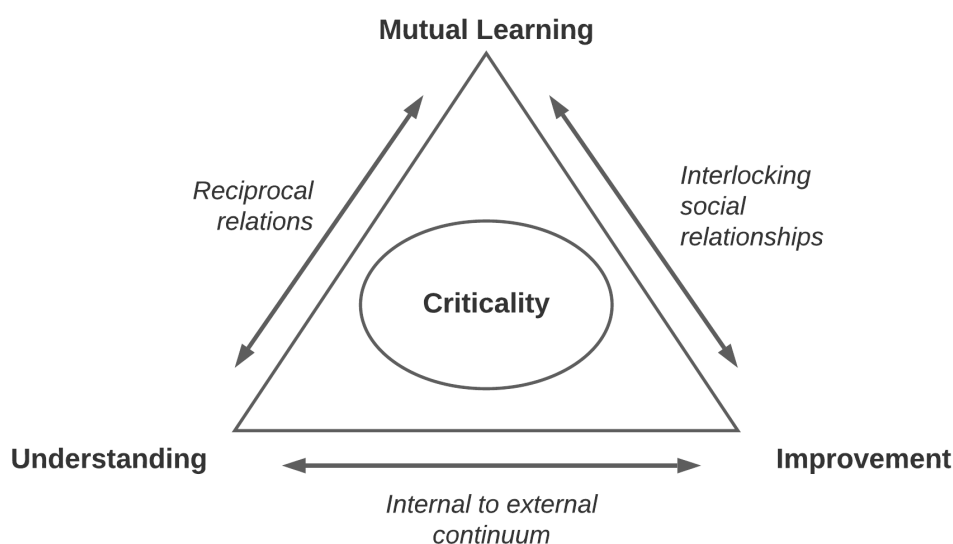 Mutual Learning
Reciprocal
relations
Interlocking
social
relationships
Criticality
Understanding
Improvement
Internal to external
continuum